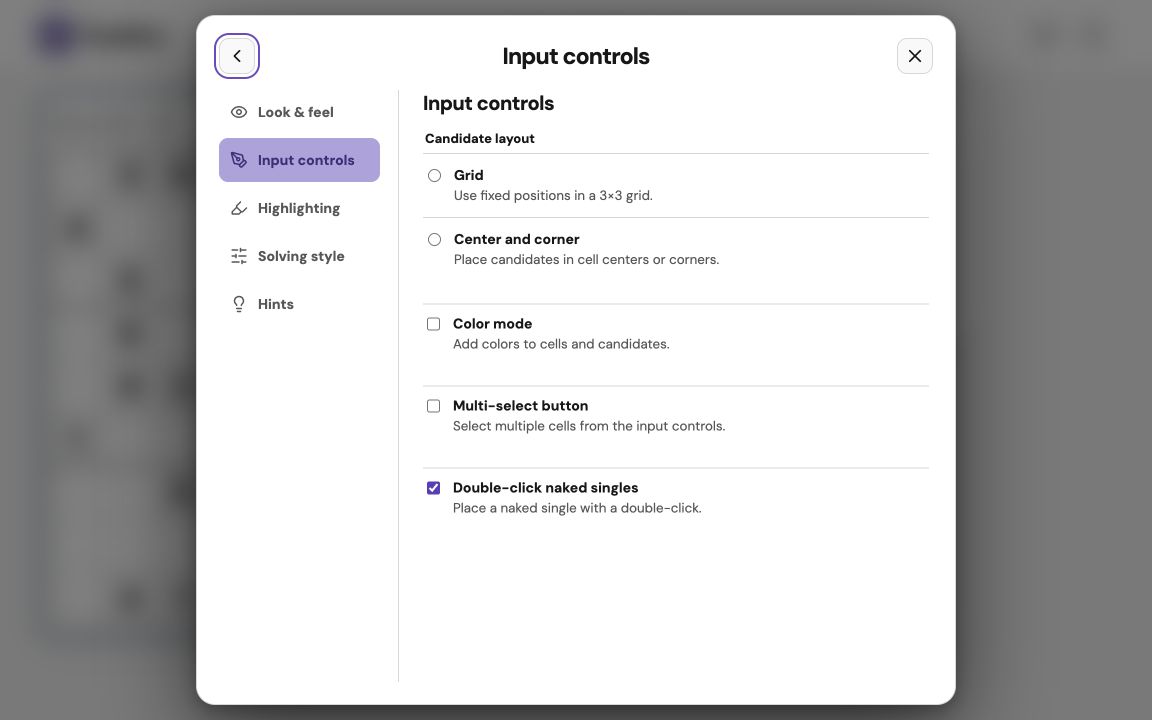 Input controls
Look & feel
Input controls
Highlighting
Solving style
Hints
Input controls
Candidate layout
Grid
Use fixed positions in a 3×3 grid.
Center and corner
Place candidates in cell centers or corners.
Color mode
Add colors to cells and candidates.
Multi-select button
Select multiple cells from the input controls.
Double-click naked singles
Place a naked single with a double-click.